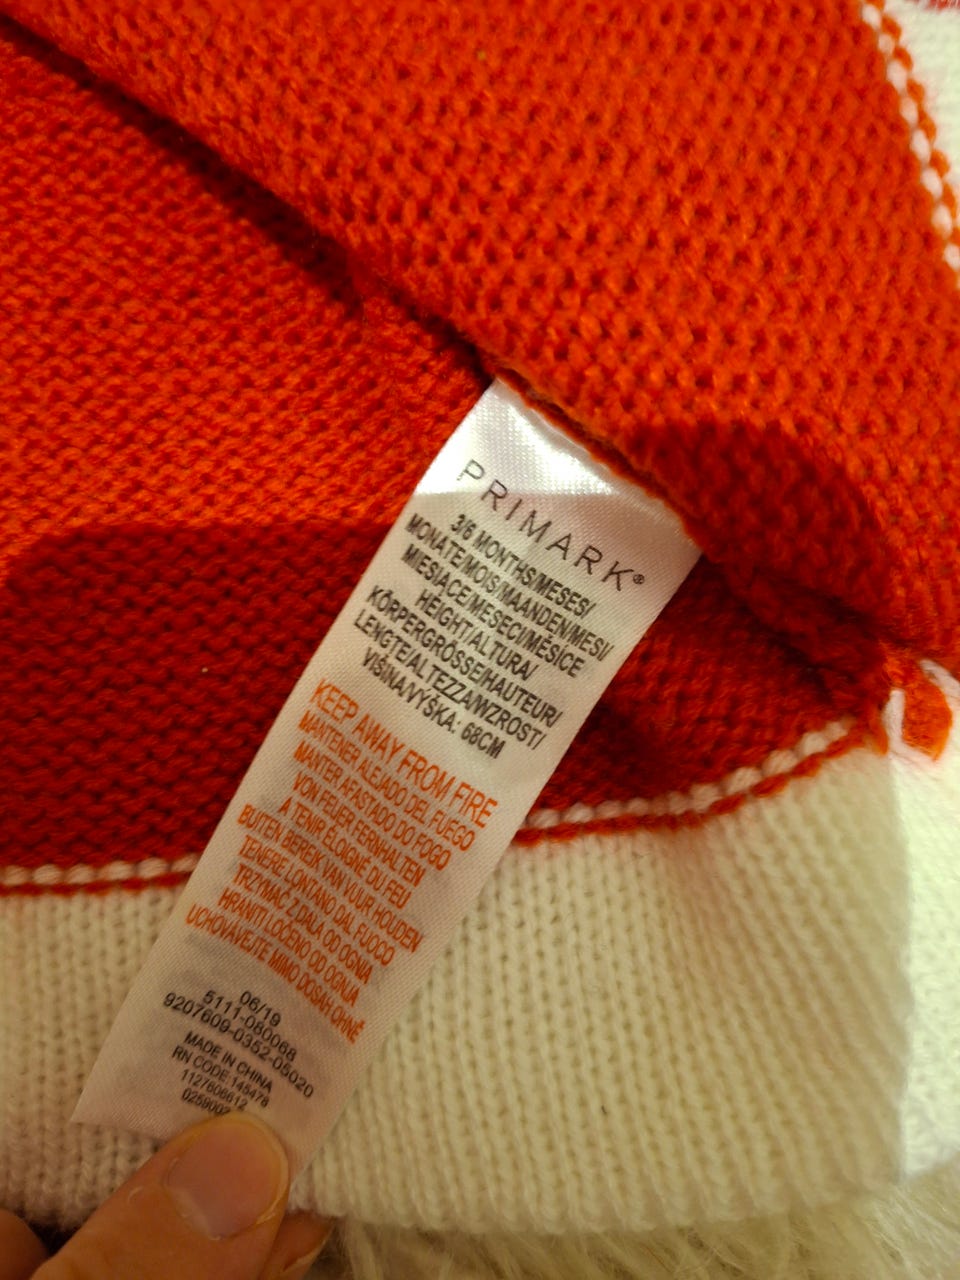 PRIMARK®
3/6 MONTHS/MESES/
MONATE/MOIS/MAANDEN/MESI/
MIESIĄCE/MESECI/MĚSÍCE
HEIGHT/ALTURA/
KÖRPERGRÖSSE/HAUTEUR/
LENGTE/ALTEZZA/WZROST/
VIŠINA/VÝŠKA: 68CM
KEEP AWAY FROM FIRE
MANTENER ALEJADO DEL FUEGO
MANTER AFASTADO DO FOGO
VON FEUER FERNHALTEN
A TENIR ÉLOIGNÉ DU FEU
BUITEN BEREIK VAN VUUR HOUDEN
TENERE LONTANO DAL FUOCO
TRZYMAĆ Z DALA OD OGNIA
HRANITI LOČENO OD OGNJA
UCHOVÁVEJTE MIMO DOSAH OHNĚ
06/19
5111-080068
9207609-0352-05020
MADE IN CHINA
RN CODE:145478
1127606612